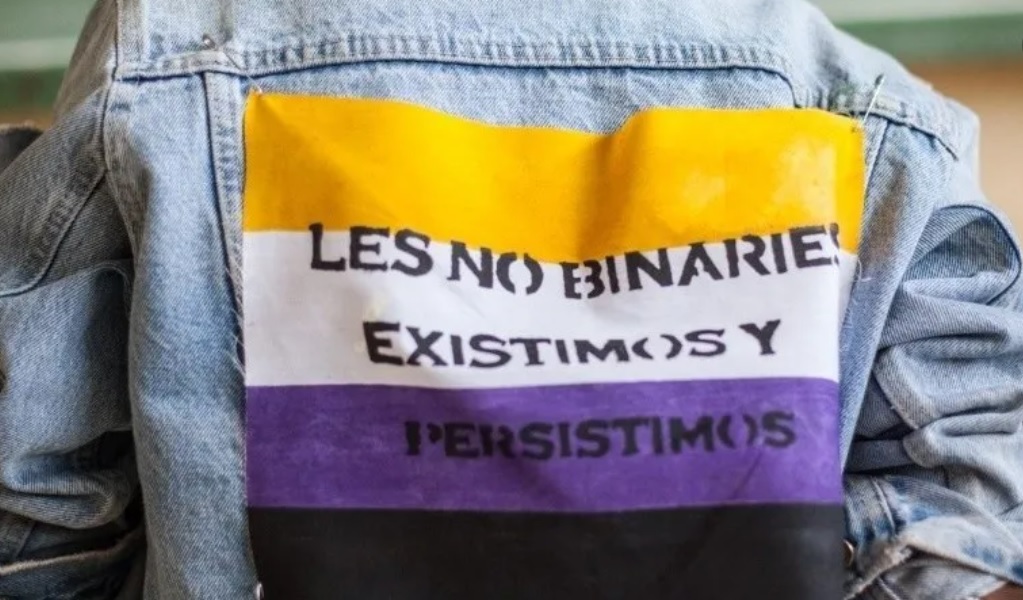 LES NO BINARIES
EXISTIMOS Y
PERSISTIMOS